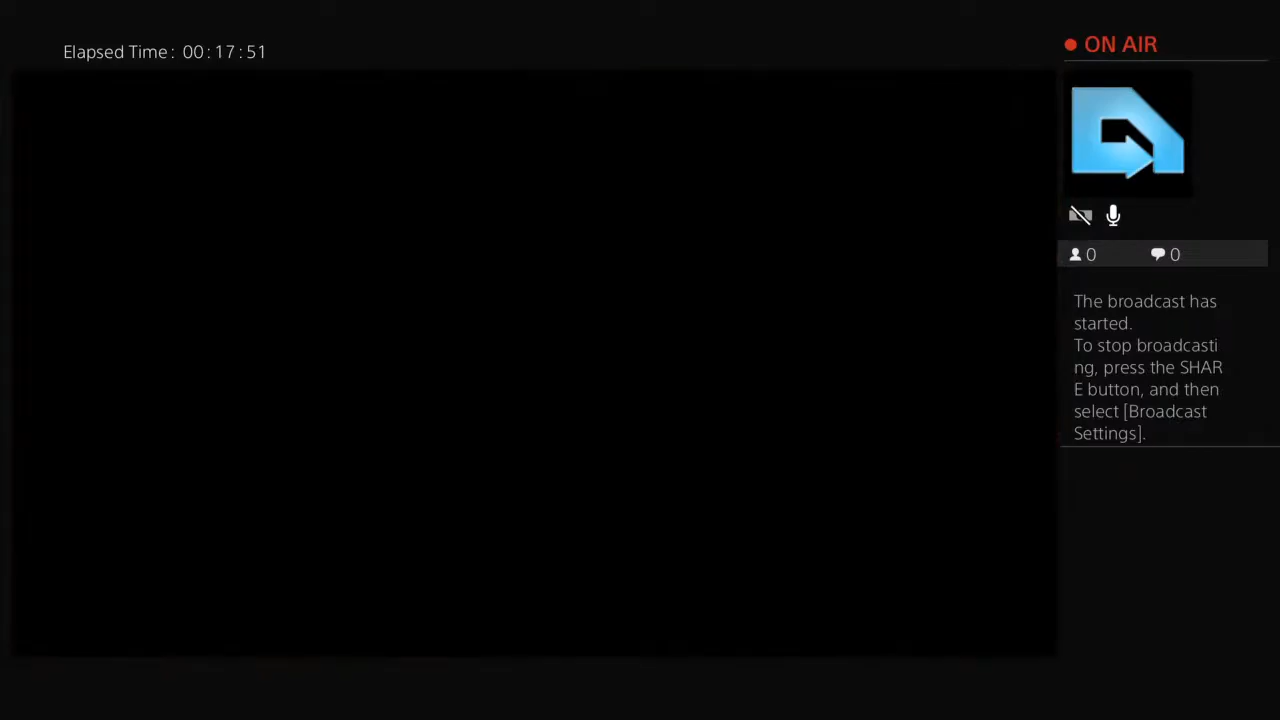 Elapsed Time: 00:17:51
ON AIR
0 0
The broadcast has
started.
To stop broadcasti
ng, press the SHAR
E button, and then
select [Broadcast
Settings].